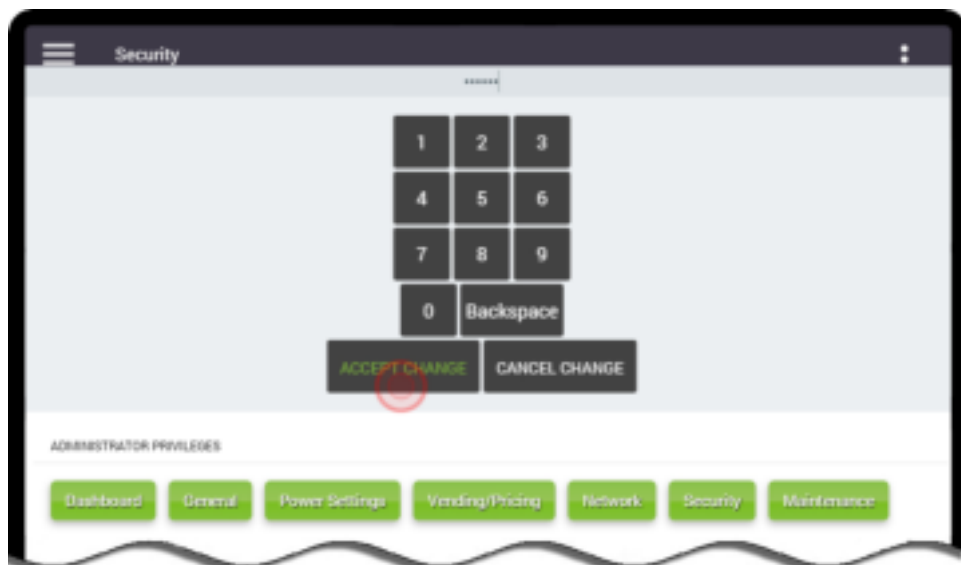 Security
••••••
1 2 3
4 5 6
7 8 9
0 Backspace
ACCEPT CHANGE CANCEL CHANGE
ADMINISTRATOR PRIVILEGES
Dashboard General Power Settings Vending/Pricing Network Security Maintenance